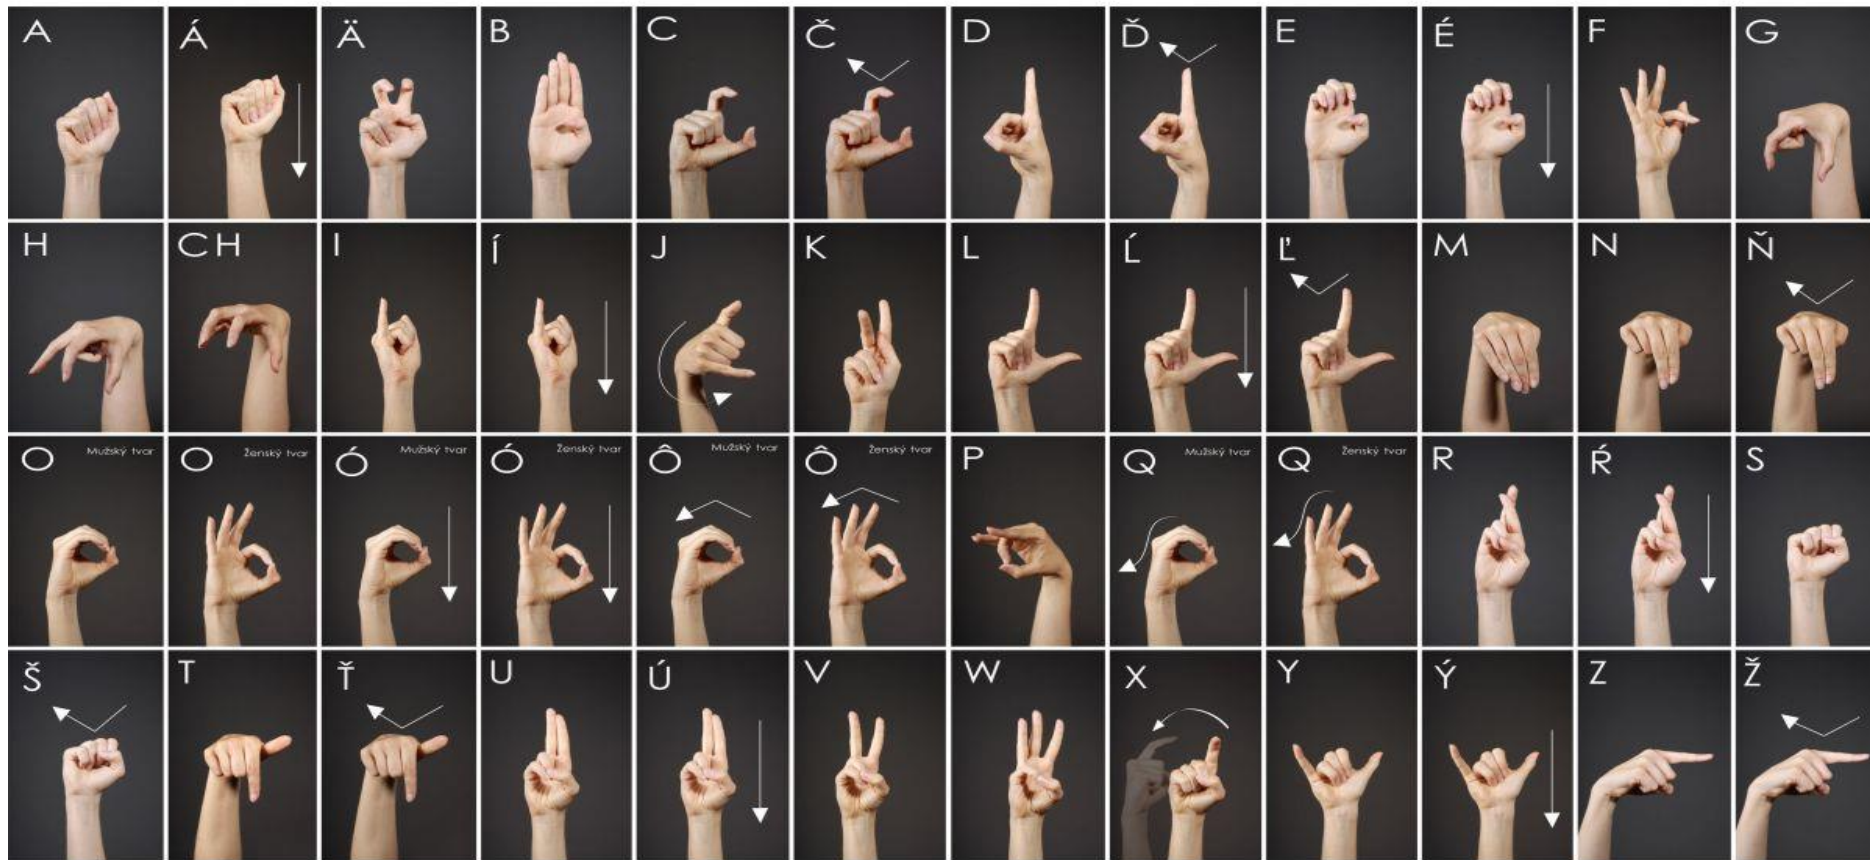 A Á Ä B C Č D Ď E É F G
H CH I Í J K L Ĺ Ľ M N Ň
O Mužský tvar O Ženský tvar Ó Mužský tvar Ó Ženský tvar Ô Mužský tvar Ô Ženský tvar P Q Mužský tvar Q Ženský tvar R Ŕ S
Š T Ť U Ú V W X Y Ý Z Ž